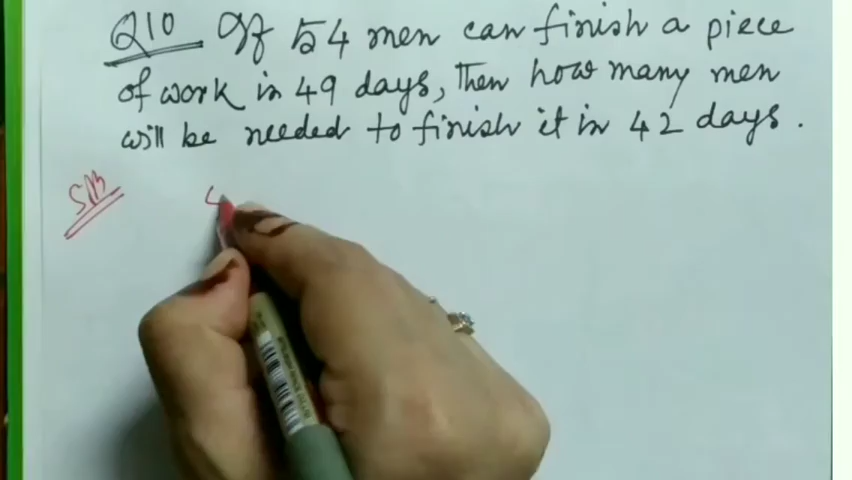 Q10 If 54 men can finish a piece
of work in 49 days, Then how many men
will be needed to finish it in 42 days.